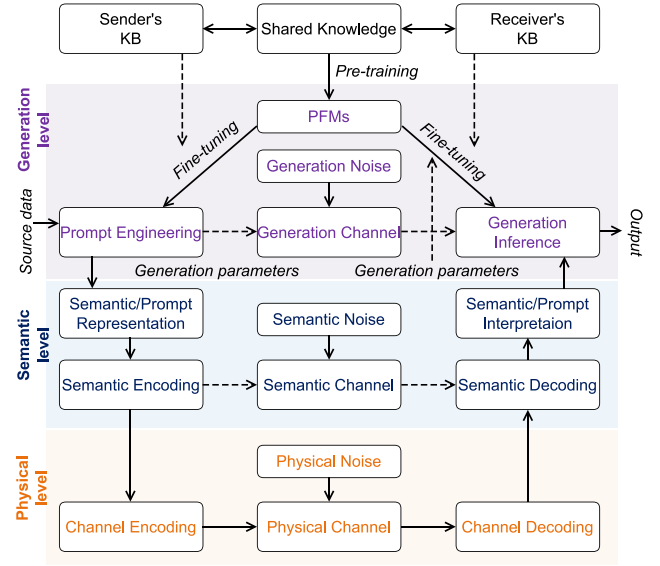 Sender's
KB
Shared Knowledge
Receiver's
KB
Pre-training
Generation
level
PFMs
Fine-tuning
Fine-tuning
Generation Noise
Source data
Prompt Engineering
Generation Channel
Generation
Inference
Output
Generation parameters
Generation parameters
Semantic
level
Semantic/Prompt
Representation
Semantic Noise
Semantic/Prompt
Interpretaion
Semantic Encoding
Semantic Channel
Semantic Decoding
Physical
level
Physical Noise
Channel Encoding
Physical Channel
Channel Decoding